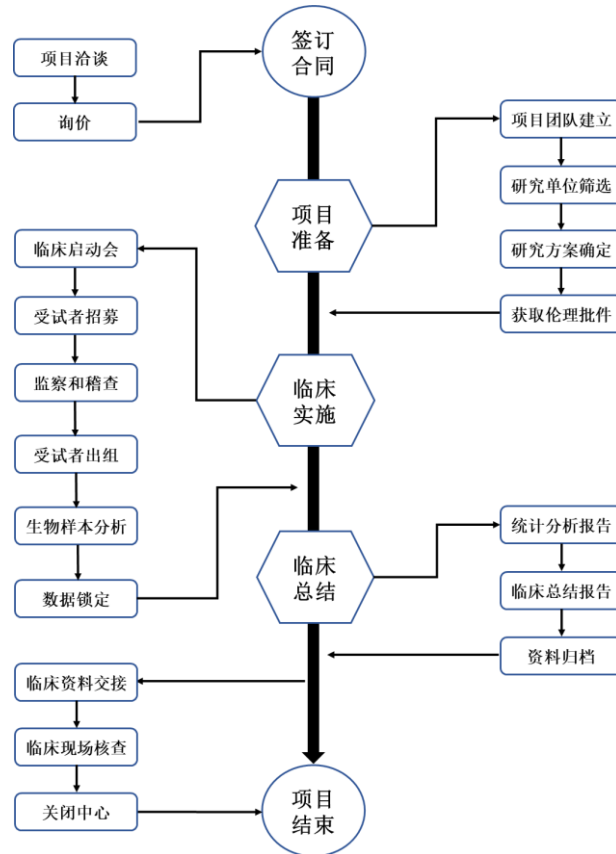 项目洽谈
询价
签订
合同
项目
准备
项目团队建立
研究单位筛选
研究方案确定
获取伦理批件
临床
实施
临床启动会
受试者招募
监察和稽查
受试者出组
生物样本分析
数据锁定
临床
总结
统计分析报告
临床总结报告
资料归档
临床资料交接
临床现场核查
关闭中心
项目
结束